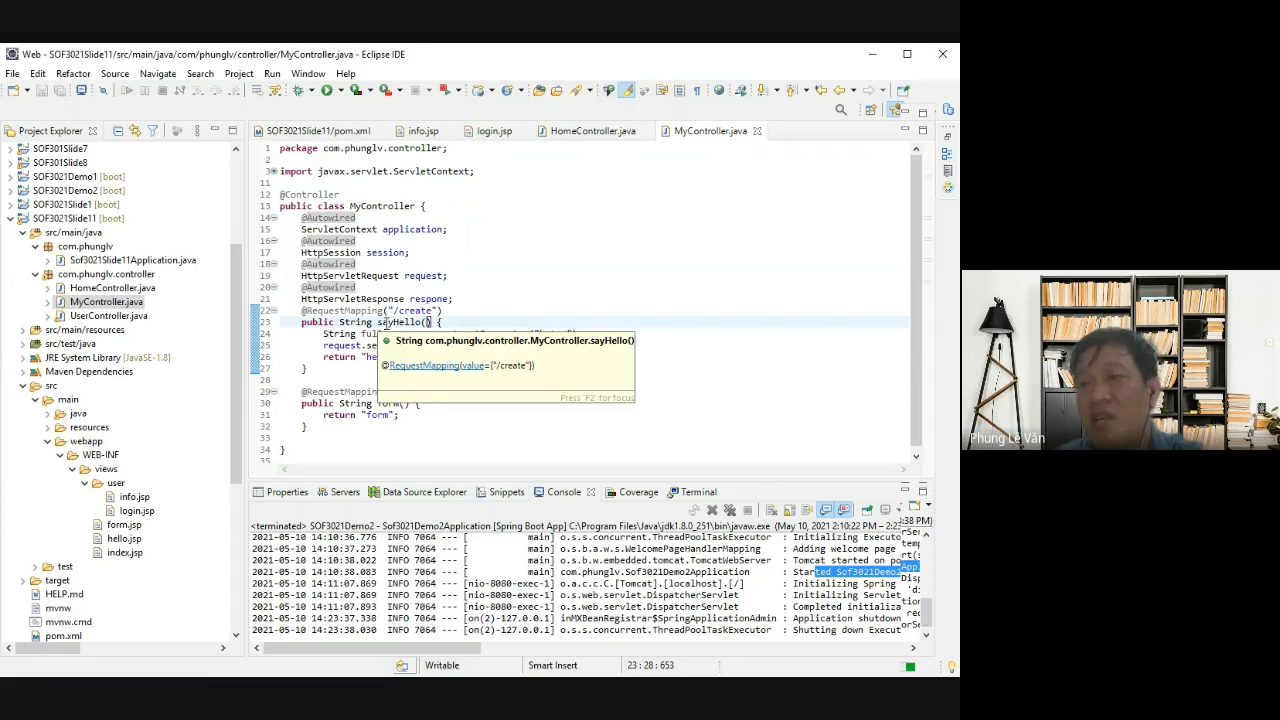 Web - SOF3021Slide11/src/main/java/com/phunglv/controller/MyController.java - Eclipse IDE
File Edit Refactor Source Navigate Search Project Run Window Help
Project Explorer
SOF3021Slide11/pom.xml info.jsp login.jsp HomeController.java MyController.java
SOF301Slide7
SOF301Slide8
SOF3021Demo1 [boot]
SOF3021Demo2 [boot]
SOF3021Slide1 [boot]
SOF3021Slide11 [boot]
src/main/java
com.phunglv
Sof3021Slide11Application.java
com.phunglv.controller
HomeController.java
MyController.java
UserController.java
src/main/resources
src/test/java
JRE System Library [JavaSE-1.8]
Maven Dependencies
src
main
java
resources
webapp
WEB-INF
views
user
info.jsp
login.jsp
form.jsp
hello.jsp
index.jsp
test
target
HELP.md
mvnw
mvnw.cmd
pom.xml
1 package com.phunglv.controller;
2
3 import javax.servlet.ServletContext;
11
12 @Controller
13 public class MyController {
14 @Autowired
15 ServletContext application;
16 @Autowired
17 HttpSession session;
18 @Autowired
19 HttpServletRequest request;
20 @Autowired
21 HttpServletResponse respone;
22 @RequestMapping("/create")
23 public String sayHello() {
24 String ful
25 request.se
26 return "he
27 }
28
29 @RequestMappin
30 public String form() {
31 return "form";
32 }
33
34 }
35
String com.phunglv.controller.MyController.sayHello()
@RequestMapping(value={"/create"})
Press 'F2' for focus
Properties Servers Data Source Explorer Snippets Console Coverage Terminal
<terminated> SOF3021Demo2 - Sof3021Demo2Application [Spring Boot App] C:\Program Files\Java\jdk1.8.0_251\bin\javaw.exe (May 10, 2021 2:10:22 PM – 2:2
:38 PM)
2021-05-10 14:10:36.776 INFO 7064 --- [ main] o.s.s.concurrent.ThreadPoolTaskExecutor : Initializing Executo
2021-05-10 14:10:37.273 INFO 7064 --- [ main] o.s.b.a.w.s.WelcomePageHandlerMapping : Adding welcome page
2021-05-10 14:10:38.022 INFO 7064 --- [ main] o.s.b.w.embedded.tomcat.TomcatWebServer : Tomcat started on po
2021-05-10 14:10:38.083 INFO 7064 --- [ main] com.phunglv.Sof3021Demo2Application : Started Sof3021Demo2
2021-05-10 14:11:07.869 INFO 7064 --- [nio-8080-exec-1] o.a.c.c.C.[Tomcat].[localhost].[/] : Initializing Spring
2021-05-10 14:11:07.893 INFO 7064 --- [nio-8080-exec-1] o.s.web.servlet.DispatcherServlet : Initializing Servlet
2021-05-10 14:11:07.907 INFO 7064 --- [nio-8080-exec-1] o.s.web.servlet.DispatcherServlet : Completed initializa
2021-05-10 14:23:37.030 INFO 7064 --- [on(2)-127.0.0.1] inMXBeanRegistrar$SpringApplicationAdmin : Application shutdown
2021-05-10 14:23:38.030 INFO 7064 --- [on(2)-127.0.0.1] o.s.s.concurrent.ThreadPoolTaskExecutor : Shutting down Execut
Writable Smart Insert 23 : 28 : 653
Phung Le Văn